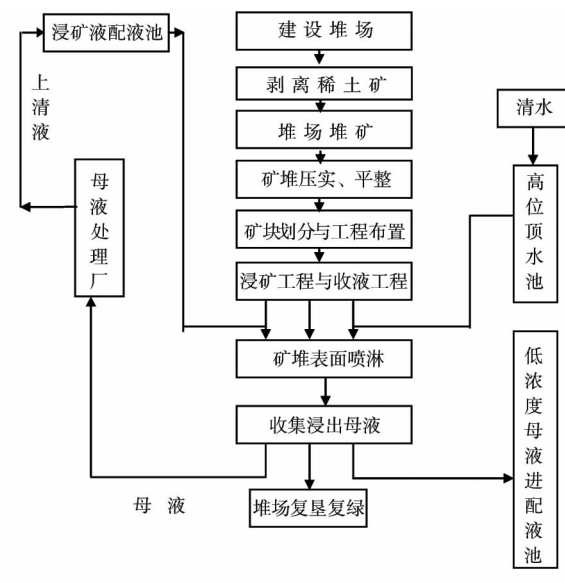 浸矿液配液池
建设堆场
剥离稀土矿
上清液
清水
堆场堆矿
母液处理厂
矿堆压实、平整
高位顶水池
矿块划分与工程布置
浸矿工程与收液工程
矿堆表面喷淋
低浓度母液进配液池
收集浸出母液
母液
堆场复垦复绿